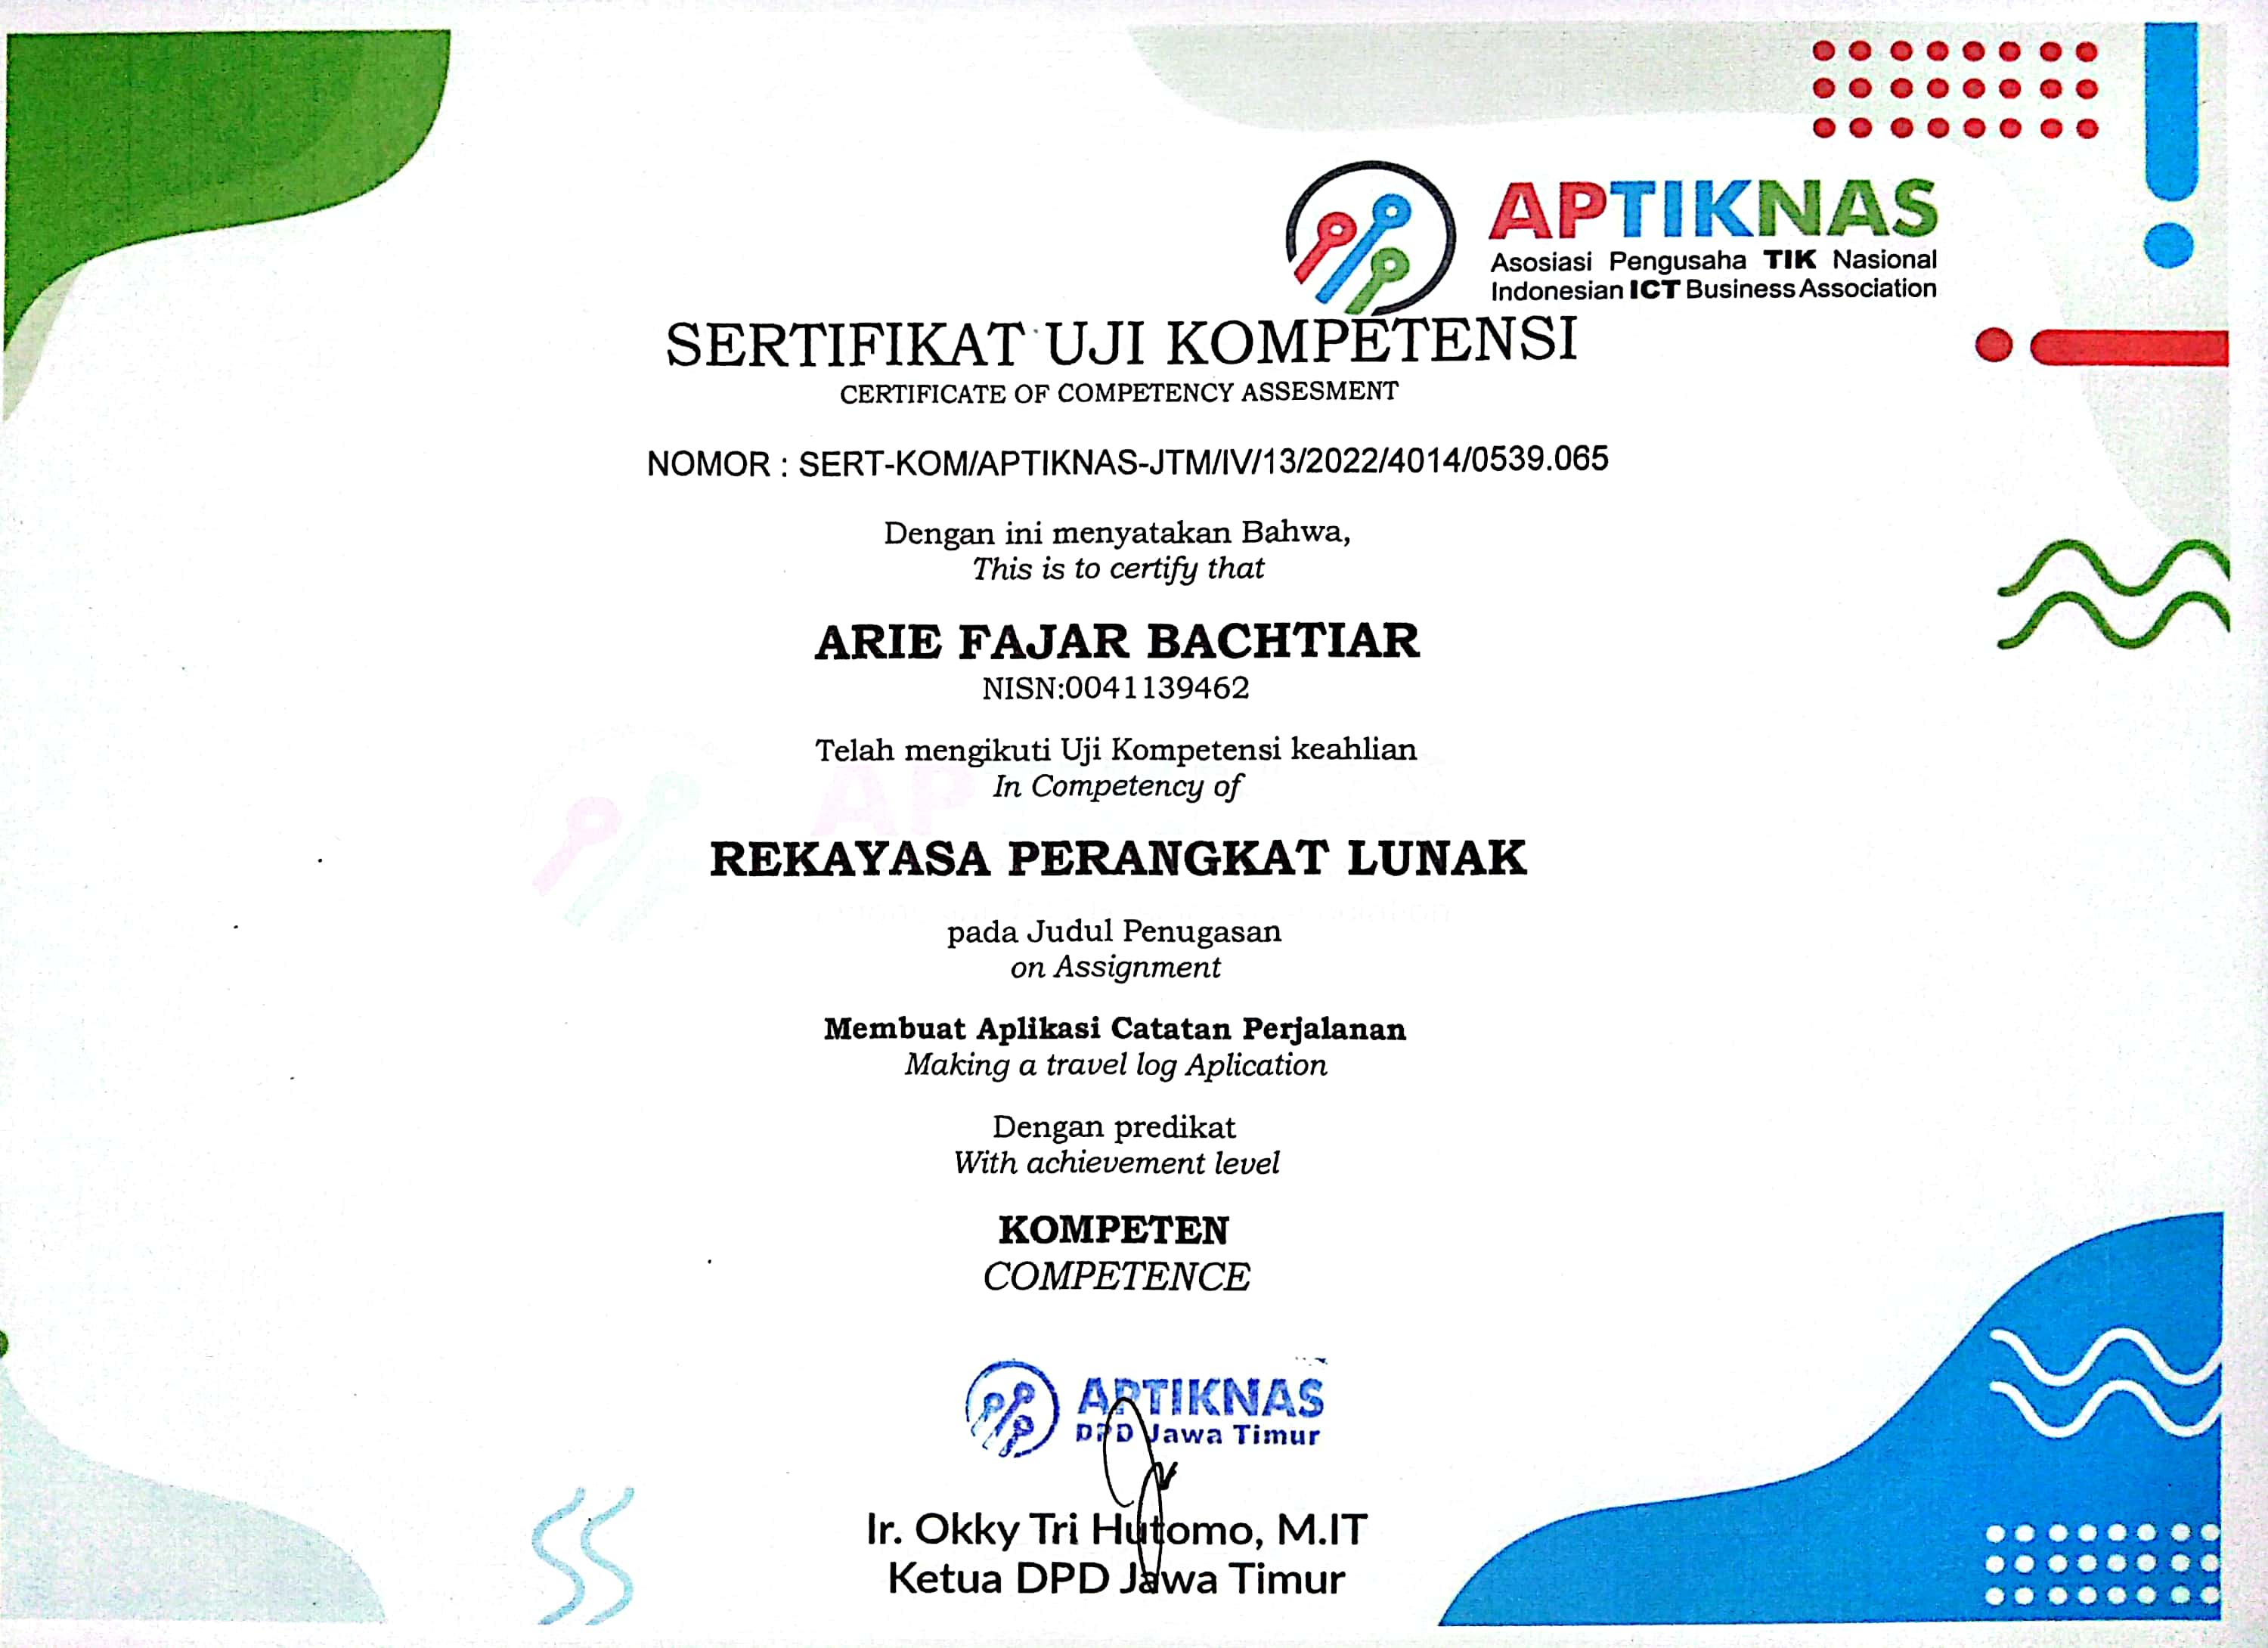 APTIKNAS
Asosiasi Pengusaha TIK Nasional
Indonesian ICT Business Association
SERTIFIKAT UJI KOMPETENSI
CERTIFICATE OF COMPETENCY ASSESMENT
NOMOR : SERT-KOM/APTIKNAS-JTM/IV/13/2022/4014/0539.065
Dengan ini menyatakan Bahwa,
This is to certify that
ARIE FAJAR BACHTIAR
NISN:0041139462
Telah mengikuti Uji Kompetensi keahlian
In Competency of
REKAYASA PERANGKAT LUNAK
pada Judul Penugasan
on Assignment
Membuat Aplikasi Catatan Perjalanan
Making a travel log Aplication
Dengan predikat
With achievement level
KOMPETEN
COMPETENCE
APTIKNAS
DPD Jawa Timur
Ir. Okky Tri Hutomo, M.IT
Ketua DPD Jawa Timur